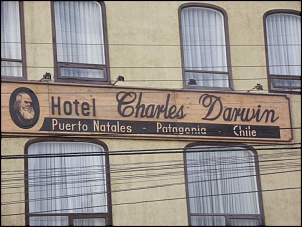 Hotel Charles Darwin
Puerto Natales - Patagonia - Chile